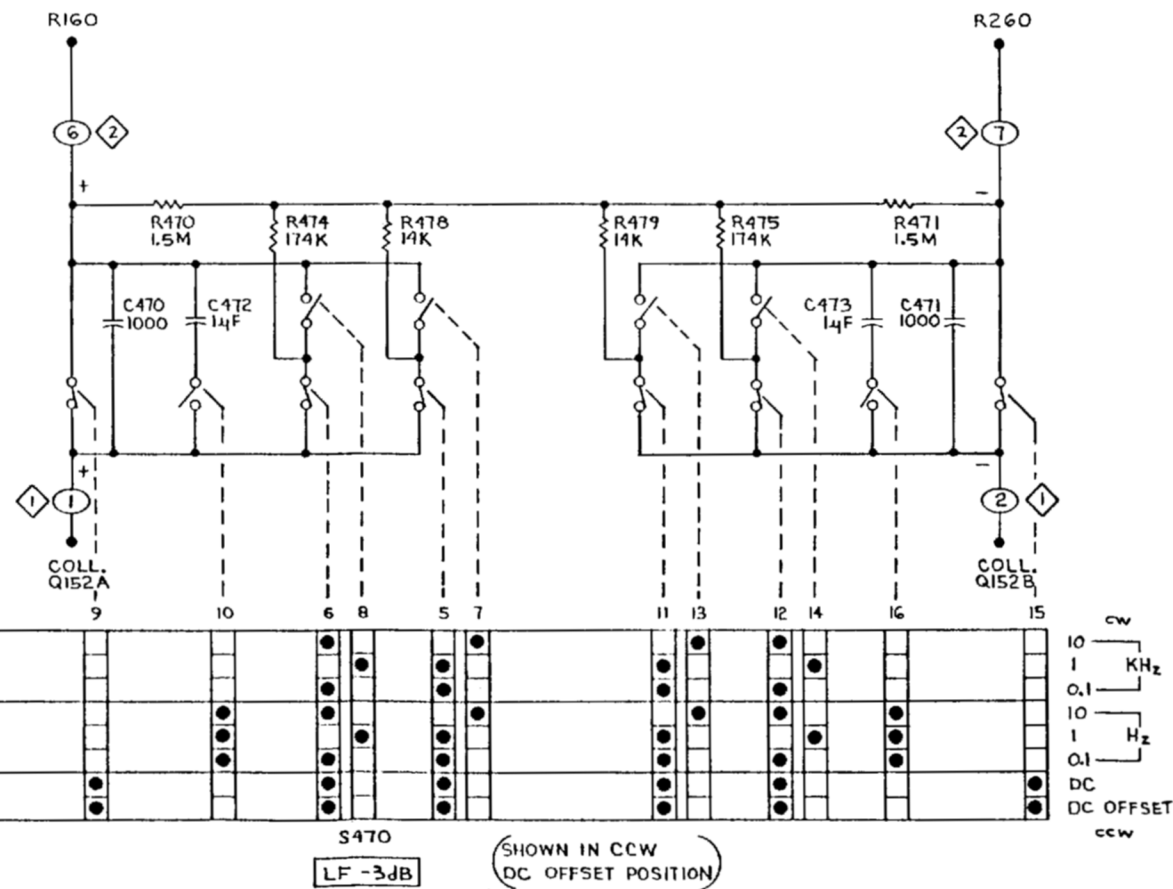 R160
R260
6
2
2
7
+
-
R470
1.5M
R474
174K
R478
14K
R479
14K
R475
174K
R471
1.5M
C470
1000
C472
1µF
C473
1µF
C471
1000
+
-
1
1
2
1
COLL.
Q152A
COLL.
Q152B
9
10
6
8
5
7
11
13
12
14
16
15
CW
10
1
KHz
0.1
10
1
Hz
0.1
DC
DC OFFSET
CCW
S470
LF -3dB
(SHOWN IN CCW
DC OFFSET POSITION)